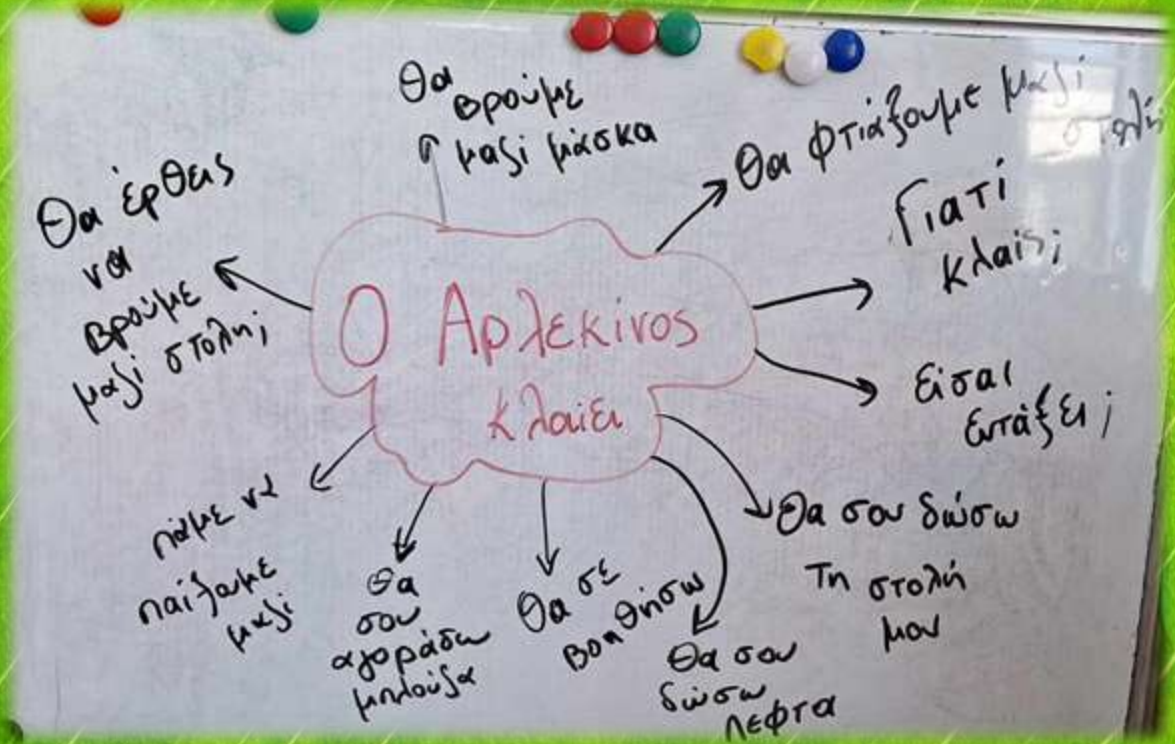 Ο Αρλεκίνος
κλαίει
Θα
βρούμε
μαζί μάσκα
Θα φτιάξουμε μαζί
στολή
Γιατί
κλαίς;
Είσαι
εντάξει;
Θα σου δώσω
τη στολή
μου
Θα σου
δώσω
λεφτα
Θα σε
βοηθήσω
Θα
σου
αγοράσω
μπλούζα
πάμε να
παίξουμε
μαζί
Θα έρθεις
να
βρούμε
μαζί στολή;